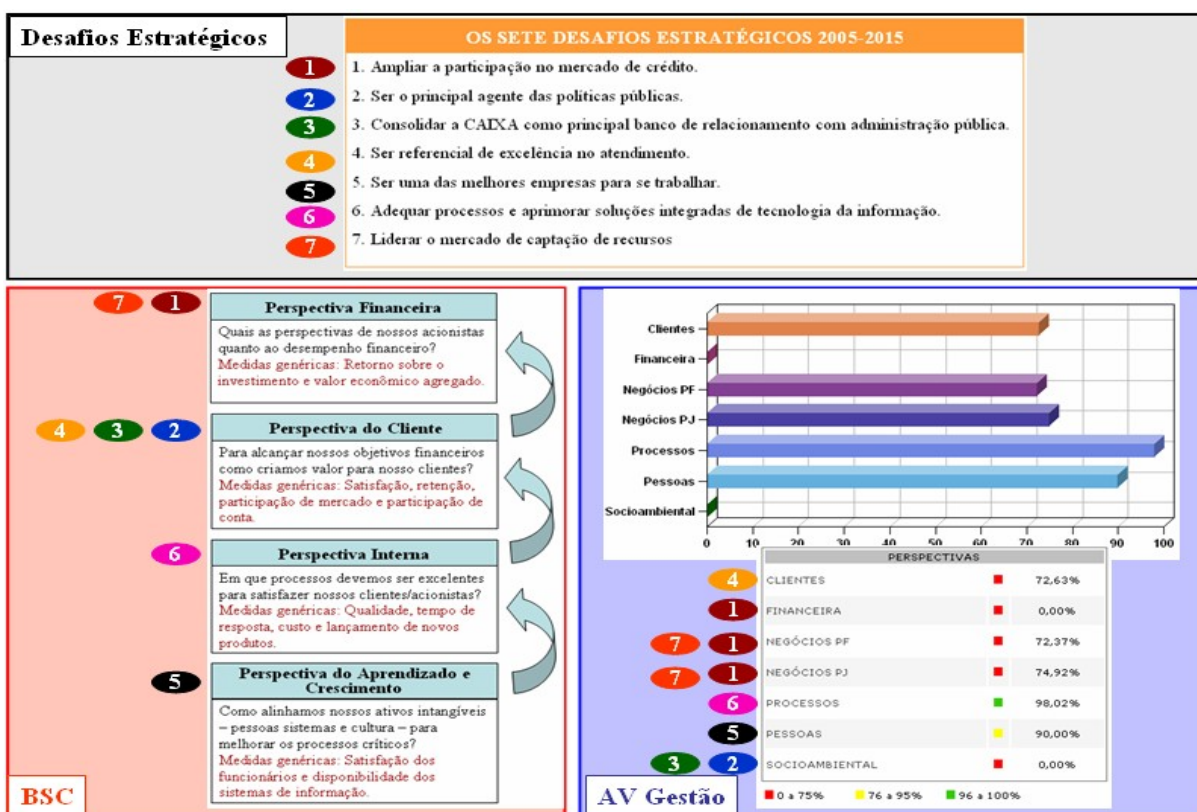 Desafios Estratégicos
OS SETE DESAFIOS ESTRATÉGICOS 2005-2015
1 1. Ampliar a participação no mercado de crédito.
2 2. Ser o principal agente das políticas públicas.
3 3. Consolidar a CAIXA como principal banco de relacionamento com administração pública.
4 4. Ser referencial de excelência no atendimento.
5 5. Ser uma das melhores empresas para se trabalhar.
6 6. Adequar processos e aprimorar soluções integradas de tecnologia da informação.
7 7. Liderar o mercado de captação de recursos
7 1 Perspectiva Financeira
Quais as perspectivas de nossos acionistas
quanto ao desempenho financeiro?
Medidas genéricas: Retorno sobre o
investimento e valor econômico agregado.
4 3 2 Perspectiva do Cliente
Para alcançar nossos objetivos financeiros
como criamos valor para nosso clientes?
Medidas genéricas: Satisfação, retenção,
participação de mercado e participação de
conta.
6 Perspectiva Interna
Em que processos devemos ser excelentes
para satisfazer nossos clientes/acionistas?
Medidas genéricas: Qualidade, tempo de
resposta, custo e lançamento de novos
produtos.
5 Perspectiva do Aprendizado e
Crescimento
Como alinhamos nossos ativos intangíveis
– pessoas sistemas e cultura – para
melhorar os processos críticos?
Medidas genéricas: Satisfação dos
funcionários e disponibilidade dos
sistemas de informação.
BSC
Clientes
Financeira
Negócios PF
Negócios PJ
Processos
Pessoas
Socioambiental
0 10 20 30 40 50 60 70 80 90 100
PERSPECTIVAS
4 CLIENTES 72,63%
1 FINANCEIRA 0,00%
7 1 NEGÓCIOS PF 72,37%
7 1 NEGÓCIOS PJ 74,92%
6 PROCESSOS 98,02%
5 PESSOAS 90,00%
3 2 SOCIOAMBIENTAL 0,00%
0 a 75% 76 a 95% 96 a 100%
AV Gestão